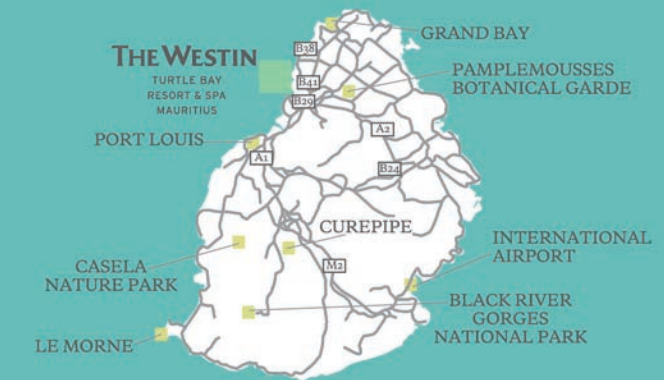 GRAND BAY
B38
THE WESTIN
TURTLE BAY
RESORT & SPA
MAURITIUS
PAMPLEMOUSSES
BOTANICAL GARDE
B41
B29
PORT LOUIS
A2
A1
B24
CUREPIPE
INTERNATIONAL
AIRPORT
CASELA
NATURE PARK
M2
BLACK RIVER
GORGES
NATIONAL PARK
LE MORNE